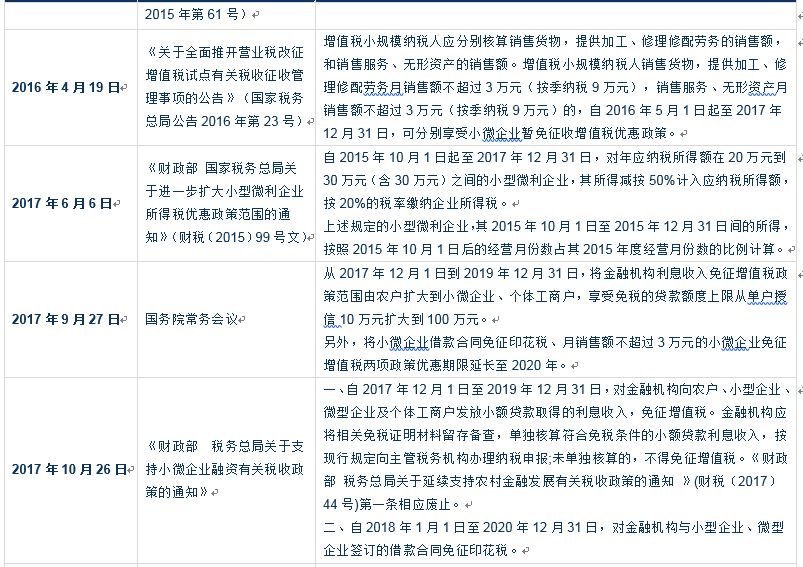 2015 年第 61 号）
2016 年 4 月 19 日
《关于全面推开营业税改征
增值税试点有关税收征收管
理事项的公告》（国家税务
总局公告 2016 年第 23 号）
增值税小规模纳税人应分别核算销售货物，提供加工、修理修配劳务的销售额，
和销售服务、无形资产的销售额。增值税小规模纳税人销售货物，提供加工、修
理修配劳务月销售额不超过 3 万元（按季纳税 9 万元），销售服务、无形资产月
销售额不超过 3 万元（按季纳税 9 万元）的，自 2016 年 5 月 1 日起至 2017 年
12 月 31 日，可分别享受小微企业暂免征收增值税优惠政策。
2017 年 6 月 6 日
《财政部 国家税务总局关
于进一步扩大小型微利企业
所得税优惠政策范围的通
知》（财税（2015）99 号文）
自 2015 年 10 月 1 日起至 2017 年 12 月 31 日，对年应纳税所得额在 20 万元到
30 万元（含 30 万元）之间的小型微利企业，其所得减按 50%计入应纳税所得额，
按 20%的税率缴纳企业所得税。
上述规定的小型微利企业，其 2015 年 10 月 1 日至 2015 年 12 月 31 日间的所得，
按照 2015 年 10 月 1 日后的经营月份数占其 2015 年度经营月份数的比例计算。
2017 年 9 月 27 日
国务院常务会议
从 2017 年 12 月 1 日到 2019 年 12 月 31 日，将金融机构利息收入免征增值税政
策范围由农户扩大到小微企业、个体工商户，享受免税的贷款额度上限从单户授
信 10 万元扩大到 100 万元。
另外，将小微企业借款合同免征印花税、月销售额不超过 3 万元的小微企业免征
增值税两项政策优惠期限延长至 2020 年。
2017 年 10 月 26 日
《财政部 税务总局关于支
持小微企业融资有关税收政
策的通知》
一、自 2017 年 12 月 1 日至 2019 年 12 月 31 日，对金融机构向农户、小型企业、
微型企业及个体工商户发放小额贷款取得的利息收入，免征增值税。金融机构应
将相关免税证明材料留存备查，单独核算符合免税条件的小额贷款利息收入，按
现行规定向主管税务机构办理纳税申报;未单独核算的，不得免征增值税。《财政
部 税务总局关于延续支持农村金融发展有关税收政策的通知 》(财税（2017）
44 号)第一条相应废止。
二、自 2018 年 1 月 1 日至 2020 年 12 月 31 日，对金融机构与小型企业、微型
企业签订的借款合同免征印花税。